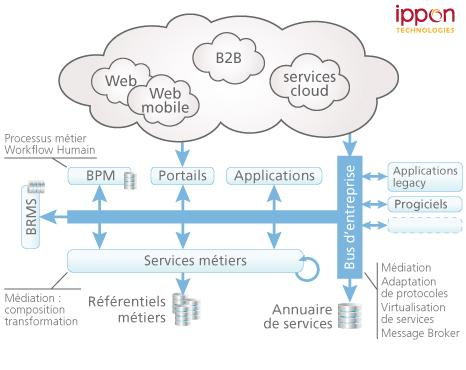 ippon
TECHNOLOGIES
B2B
Web
Web
mobile
services
cloud
Processus métier
Workflow Humain
BPM
Portails
Applications
Applications
legacy
BRMS
Bus d'entreprise
Progiciels
Services métiers
Médiation :
composition
transformation
Référentiels
métiers
Annuaire
de services
Médiation
Adaptation
de protocoles
Virtualisation
de services
Message Broker